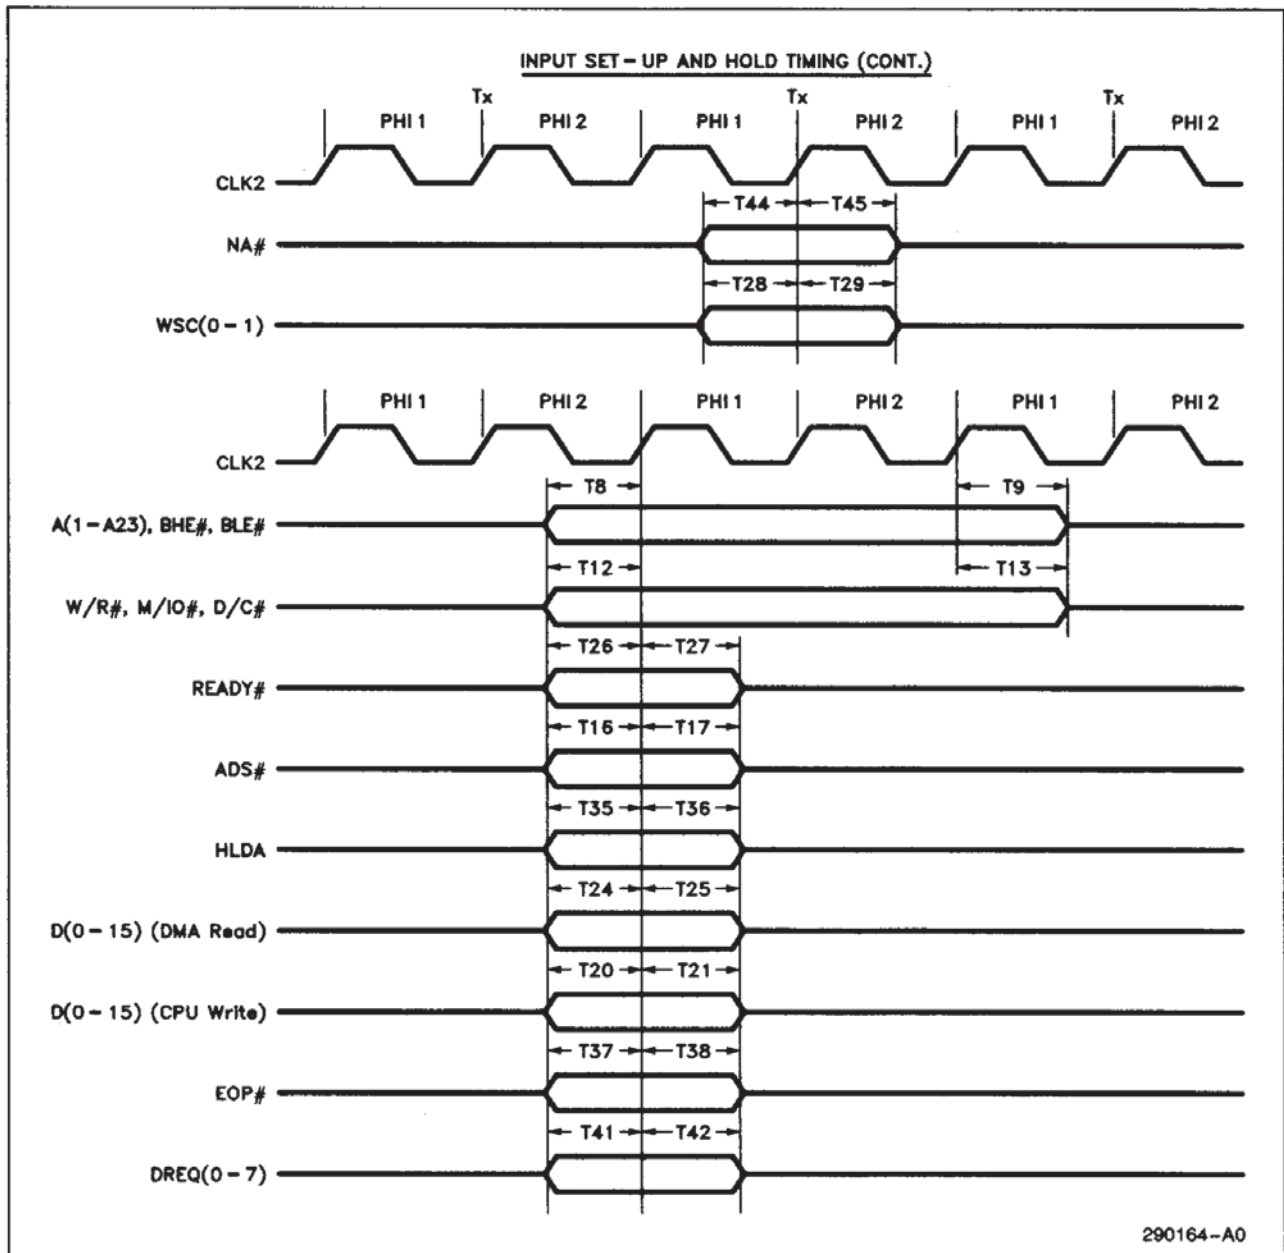 INPUT SET-UP AND HOLD TIMING (CONT.)
Tx Tx Tx
PHI 1 PHI 2 PHI 1 PHI 2 PHI 1 PHI 2
CLK2
T44 T45
NA#
T28 T29
WSC(0-1)
PHI 1 PHI 2 PHI 1 PHI 2 PHI 1 PHI 2
CLK2
T8 T9
A(1-A23), BHE#, BLE#
T12 T13
W/R#, M/IO#, D/C#
T26 T27
READY#
T16 T17
ADS#
T35 T36
HLDA
T24 T25
D(0-15) (DMA Read)
T20 T21
D(0-15) (CPU Write)
T37 T38
EOP#
T41 T42
DREQ(0-7)
290164-A0